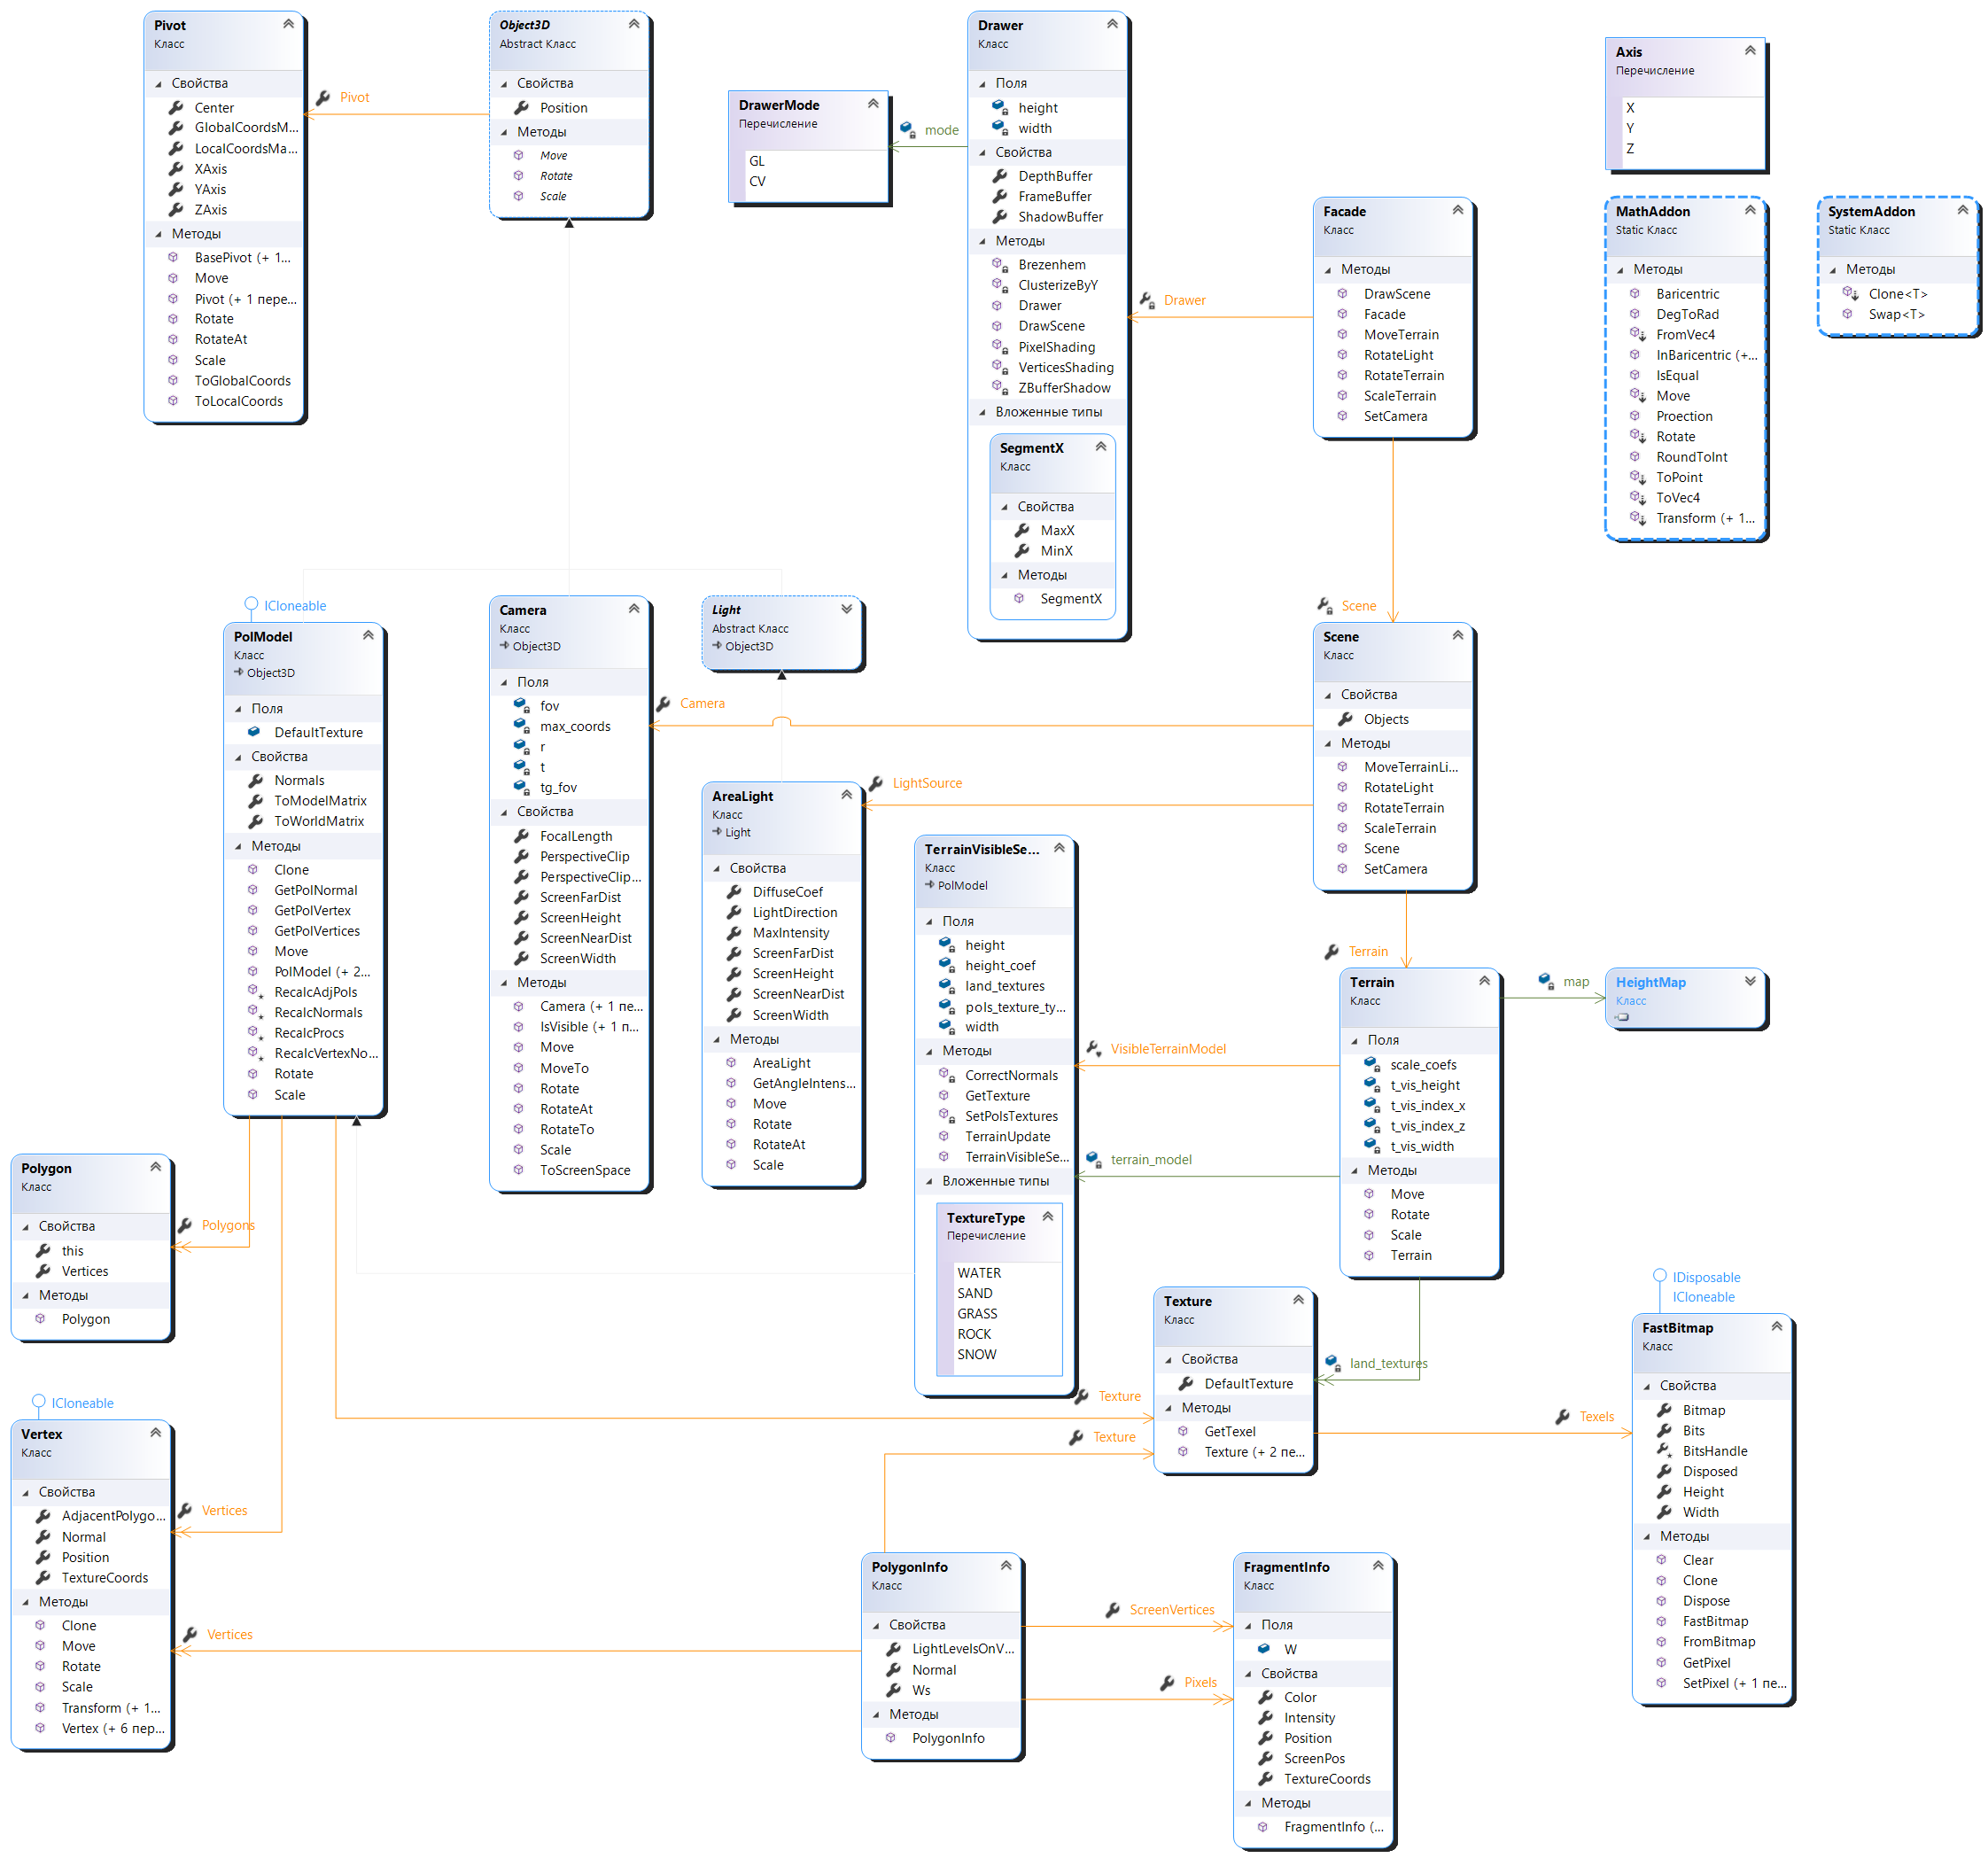 Pivot
Класс
Свойства
Center
GlobalCoordsM...
LocalCoordsMa...
XAxis
YAxis
ZAxis
Методы
BasePivot (+ 1...
Move
Pivot (+ 1 пере...
Rotate
RotateAt
Scale
ToGlobalCoords
ToLocalCoords
Pivot
Object3D
Abstract Класс
Свойства
Position
Методы
Move
Rotate
Scale
DrawerMode
Перечисление
GL
CV
mode
Drawer
Класс
Поля
height
width
Свойства
DepthBuffer
FrameBuffer
ShadowBuffer
Методы
Brezenhem
ClusterizeByY
Drawer
DrawScene
PixelShading
VerticesShading
ZBufferShadow
Вложенные типы
SegmentX
Класс
Свойства
MaxX
MinX
Методы
SegmentX
Drawer
Facade
Класс
Методы
DrawScene
Facade
MoveTerrain
RotateLight
RotateTerrain
ScaleTerrain
SetCamera
Axis
Перечисление
X
Y
Z
MathAddon
Static Класс
Методы
Baricentric
DegToRad
FromVec4
InBaricentric (+...
IsEqual
Move
Proection
Rotate
RoundToInt
ToPoint
ToVec4
Transform (+ 1...
SystemAddon
Static Класс
Методы
Clone<T>
Swap<T>
ICloneable
PolModel
Класс
Object3D
Поля
DefaultTexture
Свойства
Normals
ToModelMatrix
ToWorldMatrix
Методы
Clone
GetPolNormal
GetPolVertex
GetPolVertices
Move
PolModel (+ 2...
RecalcAdjPols
RecalcNormals
RecalcProcs
RecalcVertexNo...
Rotate
Scale
Camera
Класс
Object3D
Поля
fov
max_coords
r
t
tg_fov
Свойства
FocalLength
PerspectiveClip
PerspectiveClip...
ScreenFarDist
ScreenHeight
ScreenNearDist
ScreenWidth
Методы
Camera (+ 1 пе...
IsVisible (+ 1 п...
Move
MoveTo
Rotate
RotateAt
RotateTo
Scale
ToScreenSpace
Light
Abstract Класс
Object3D
Camera
LightSource
AreaLight
Класс
Light
Свойства
DiffuseCoef
LightDirection
MaxIntensity
ScreenFarDist
ScreenHeight
ScreenNearDist
ScreenWidth
Методы
AreaLight
GetAngleIntens...
Move
Rotate
RotateAt
Scale
TerrainVisibleSe...
Класс
PolModel
Поля
height
height_coef
land_textures
pols_texture_ty...
width
Методы
CorrectNormals
GetTexture
SetPolsTextures
TerrainUpdate
TerrainVisibleSe...
Вложенные типы
TextureType
Перечисление
WATER
SAND
GRASS
ROCK
SNOW
Scene
Scene
Класс
Свойства
Objects
Методы
MoveTerrainLi...
RotateLight
RotateTerrain
ScaleTerrain
Scene
SetCamera
Terrain
Terrain
Класс
Поля
scale_coefs
t_vis_height
t_vis_index_x
t_vis_index_z
t_vis_width
Методы
Move
Rotate
Scale
Terrain
map
HeightMap
Класс
VisibleTerrainModel
terrain_model
Polygon
Класс
Свойства
this
Vertices
Методы
Polygon
Polygons
ICloneable
Vertex
Класс
Свойства
AdjacentPolygo...
Normal
Position
TextureCoords
Методы
Clone
Move
Rotate
Scale
Transform (+ 1...
Vertex (+ 6 пер...
Vertices
Vertices
Texture
Texture
Texture
Класс
Свойства
DefaultTexture
Методы
GetTexel
Texture (+ 2 пе...
land_textures
Texels
IDisposable
ICloneable
FastBitmap
Класс
Свойства
Bitmap
Bits
BitsHandle
Disposed
Height
Width
Методы
Clear
Clone
Dispose
FastBitmap
FromBitmap
GetPixel
SetPixel (+ 1 пе...
PolygonInfo
Класс
Свойства
LightLevelsOnV...
Normal
Ws
Методы
PolygonInfo
ScreenVertices
Pixels
FragmentInfo
Класс
Поля
W
Свойства
Color
Intensity
Position
ScreenPos
TextureCoords
Методы
FragmentInfo (...